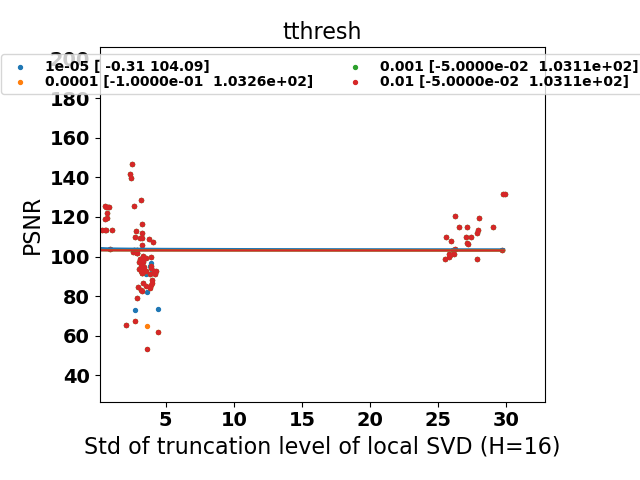 tthresh
1e-05 [ -0.31 104.09]
0.0001 [-1.0000e-01 1.0326e+02]
0.001 [-5.0000e-02 1.0311e+02]
0.01 [-5.0000e-02 1.0311e+02]
PSNR
200
180
160
140
120
100
80
60
40
5
10
15
20
25
30
Std of truncation level of local SVD (H=16)